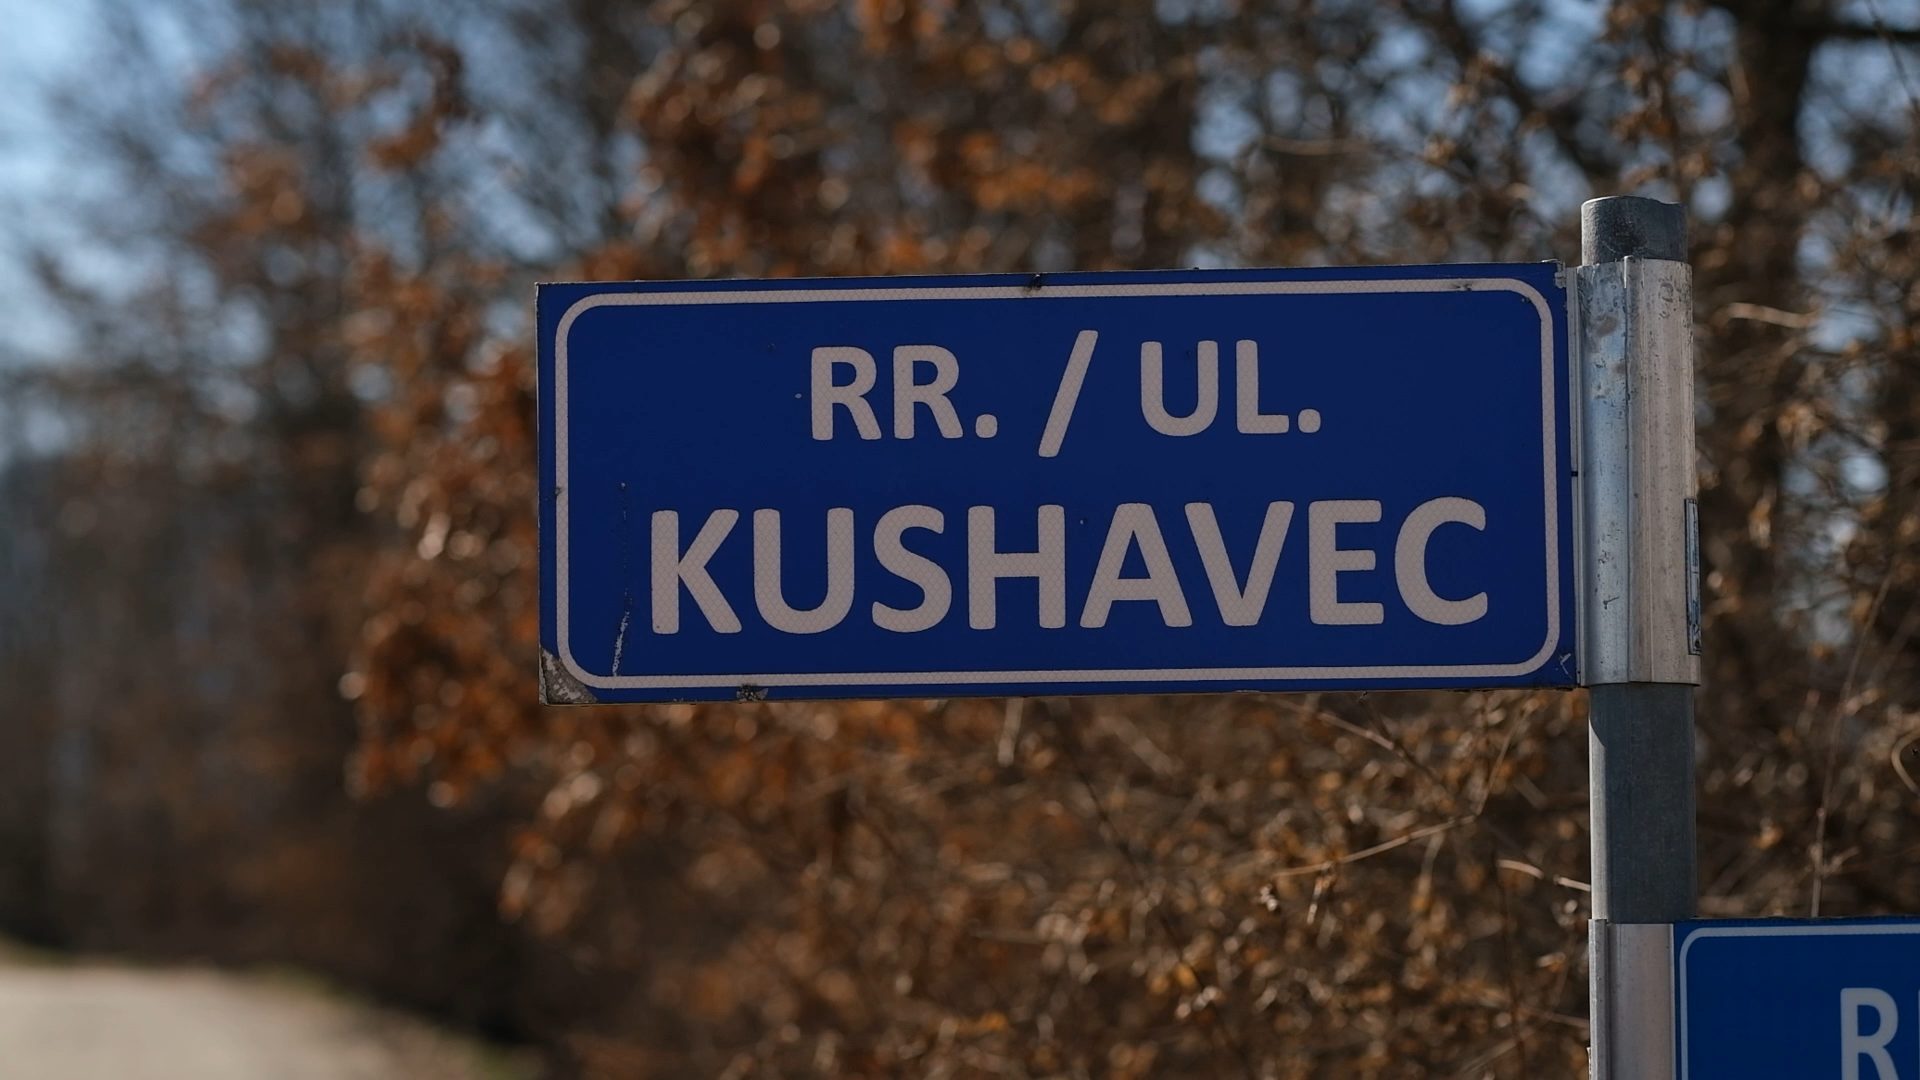 RR. / UL.
KUSHAVEC